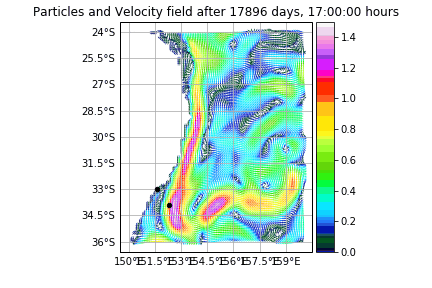 Particles and Velocity field after 17896 days, 17:00:00 hours
24°S
25.5°S
27°S
28.5°S
30°S
31.5°S
33°S
34.5°S
36°S
150°E 151.5°E 153°E 154.5°E 156°E 157.5°E 159°E
1.4
1.2
1.0
0.8
0.6
0.4
0.2
0.0